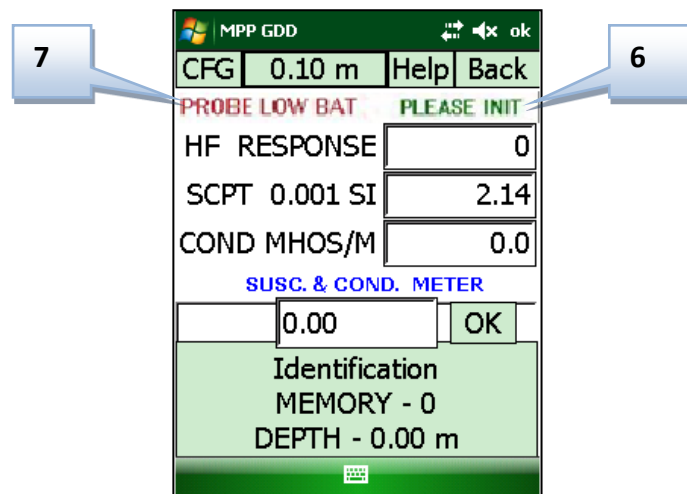 MPP GDD ok
7
6
CFG 0.10 m Help Back
PROBE LOW BAT PLEASE INIT
HF RESPONSE 0
SCPT 0.001 SI 2.14
COND MHOS/M 0.0
SUSC. & COND. METER
0.00 OK
Identification
MEMORY - 0
DEPTH - 0.00 m